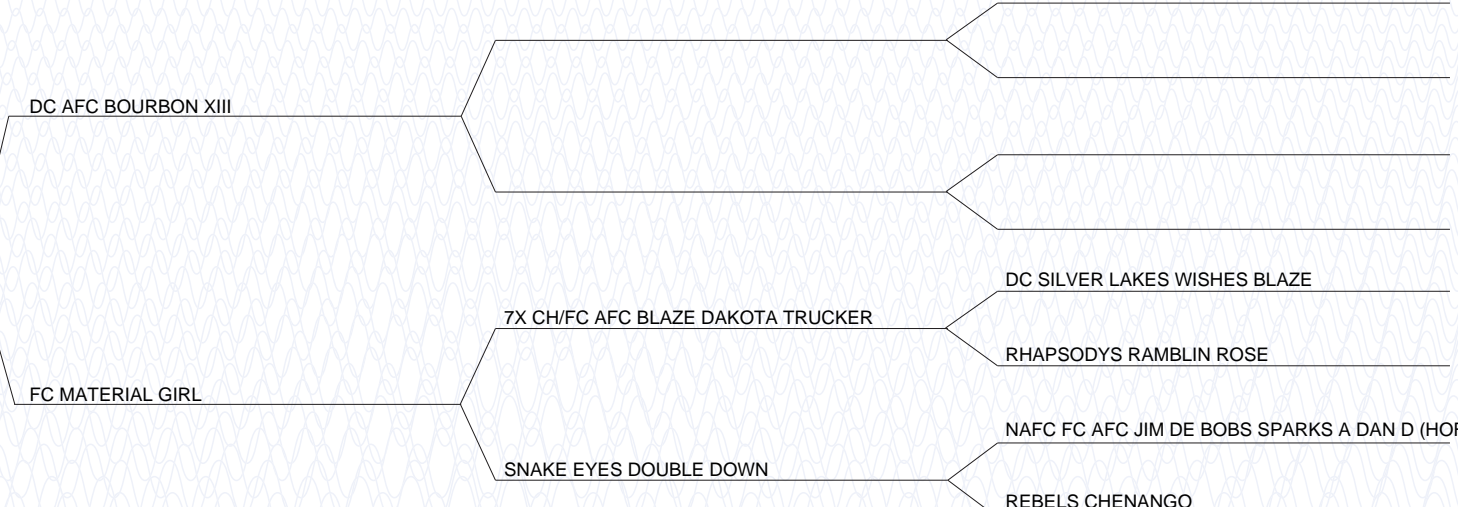 DC AFC BOURBON XIII
DC SILVER LAKES WISHES BLAZE
7X CH/FC AFC BLAZE DAKOTA TRUCKER
RHAPSODYS RAMBLIN ROSE
FC MATERIAL GIRL
NAFC FC AFC JIM DE BOBS SPARKS A DAN D
SNAKE EYES DOUBLE DOWN
REBELS CHENANGO